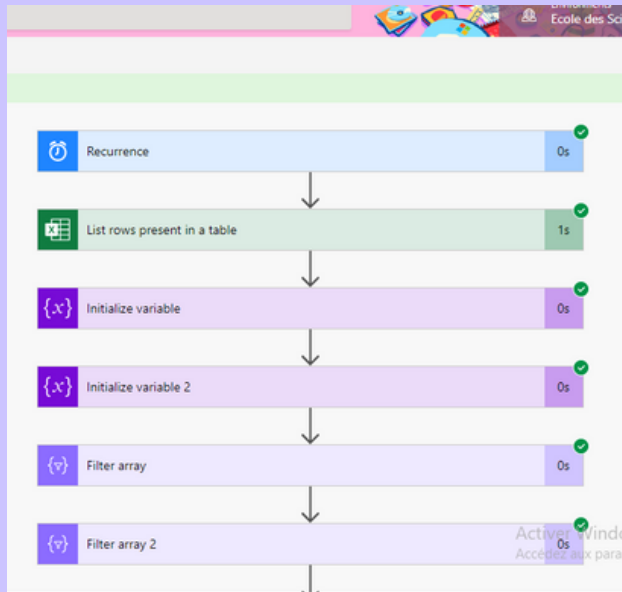 Ecole des Sci
Recurrence
0s
List rows present in a table
1s
{x}
Initialize variable
0s
{x}
Initialize variable 2
0s
Filter array
0s
Filter array 2
0s
Activer Windo
Accédez aux para